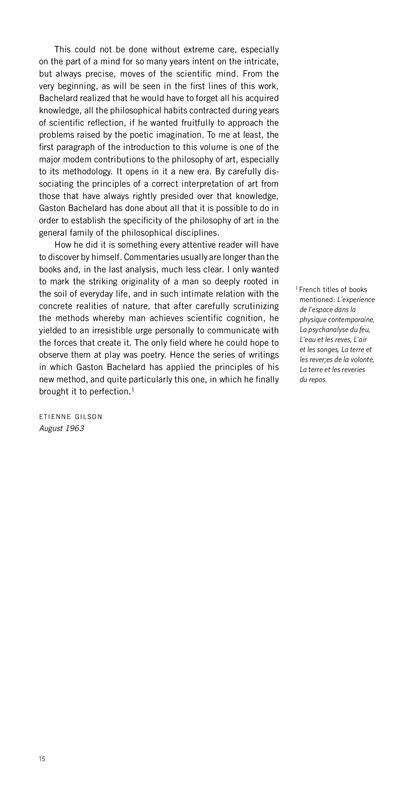 This could not be done without extreme care, especially
on the part of a mind for so many years intent on the intricate,
but always precise, moves of the scientific mind. From the
very beginning, as will be seen in the first lines of this work,
Bachelard realized that he would have to forget all his acquired
knowledge, all the philosophical habits contracted during years
of scientific reflection, if he wanted fruitfully to approach the
problems raised by the poetic imagination. To me at least, the
first paragraph of the introduction to this volume is one of the
major modem contributions to the philosophy of art, especially
to its methodology. It opens in it a new era. By carefully dis-
sociating the principles of a correct interpretation of art from
those that have always rightly presided over that knowledge,
Gaston Bachelard has done about all that it is possible to do in
order to establish the specificity of the philosophy of art in the
general family of the philosophical disciplines.
How he did it is something every attentive reader will have
to discover by himself. Commentaries usually are longer than the
books and, in the last analysis, much less clear. I only wanted
to mark the striking originality of a man so deeply rooted in
the soil of everyday life, and in such intimate relation with the
concrete realities of nature, that after carefully scrutinizing
the methods whereby man achieves scientific cognition, he
yielded to an irresistible urge personally to communicate with
the forces that create it. The only field where he could hope to
observe them at play was poetry. Hence the series of writings
in which Gaston Bachelard has applied the principles of his
new method, and quite particularly this one, in which he finally
brought it to perfection.¹
ETIENNE GILSON
August 1963
¹ French titles of books
mentioned: L'experience
de l'espace dans la
physique contemporaine,
La psychanalyse du feu,
L'eau et les reves, L'air
et les songes, La terre et
les rever;es de la volonte,
La terre et les reveries
du repos.
15